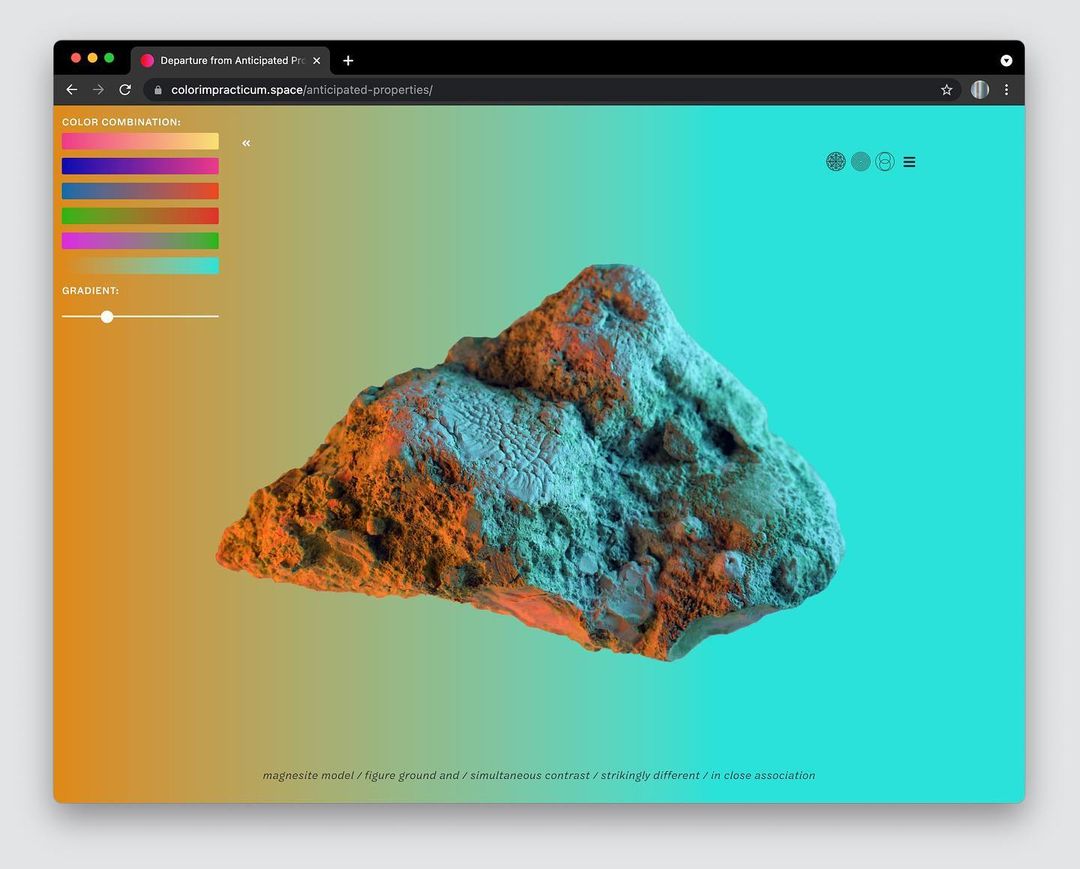 Departure from Anticipated Pro
colorimpracticum.space/anticipated-properties/
COLOR COMBINATION:
GRADIENT:
magnesite model / figure ground and / simultaneous contrast / strikingly different / in close association